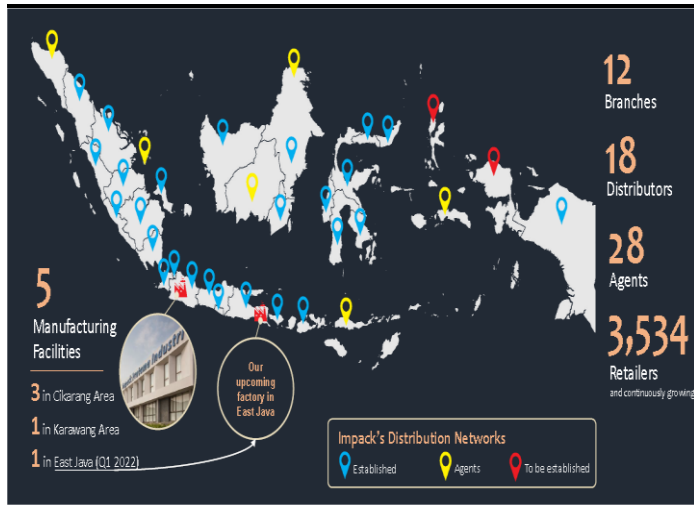 12
Branches
18
Distributors
28
Agents
3,534
Retailers
and continuously growing
5
Manufacturing
Facilities
3 in Cikarang Area
1 in Karawang Area
1 in East Java (Q1 2022)
Our
upcoming
factory in
East Java
Impack's Distribution Networks
Established
Agents
To be established